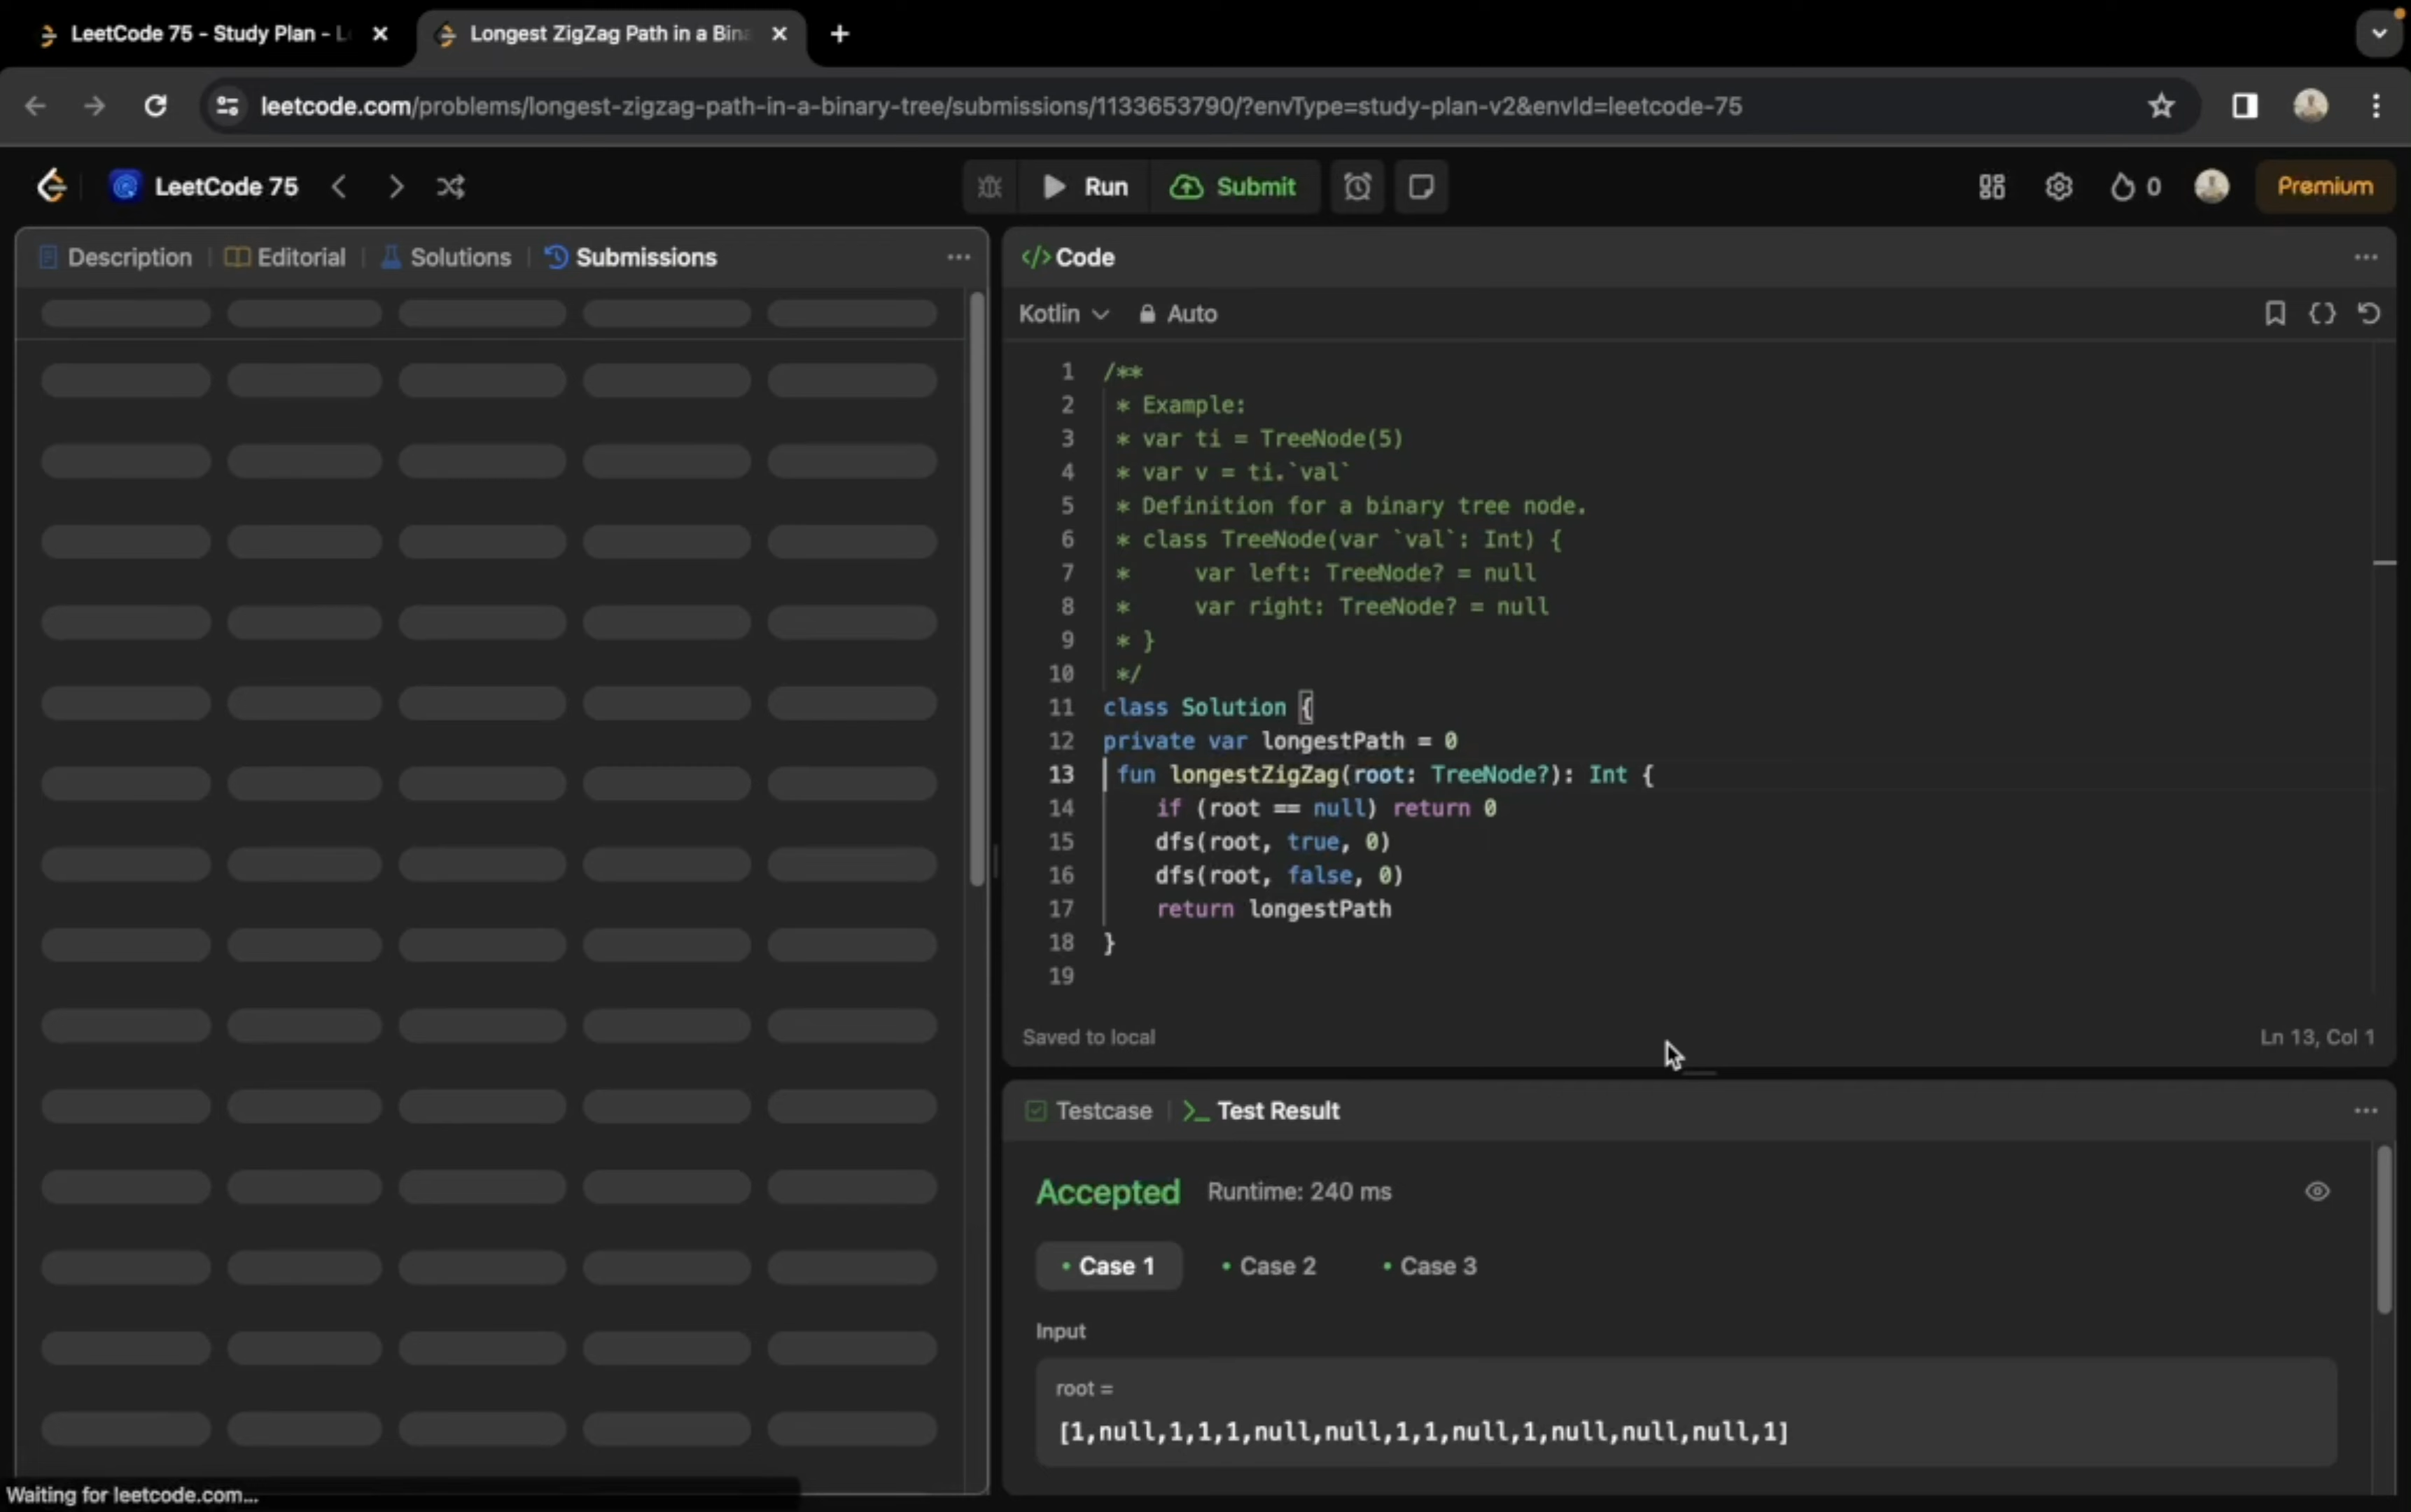 LeetCode 75 - Study Plan - L
Longest ZigZag Path in a Bina
leetcode.com/problems/longest-zigzag-path-in-a-binary-tree/submissions/1133653790/?envType=study-plan-v2&envId=leetcode-75
LeetCode 75
Run
Submit
0
Premium
Description
Editorial
Solutions
Submissions
</> Code
Kotlin
Auto
1 /**
2 * Example:
3 * var ti = TreeNode(5)
4 * var v = ti.`val`
5 * Definition for a binary tree node.
6 * class TreeNode(var `val`: Int) {
7 *     var left: TreeNode? = null
8 *     var right: TreeNode? = null
9 * }
10 */
11 class Solution {
12 private var longestPath = 0
13 fun longestZigZag(root: TreeNode?): Int {
14 if (root == null) return 0
15 dfs(root, true, 0)
16 dfs(root, false, 0)
17 return longestPath
18 }
19
Saved to local
Ln 13, Col 1
Testcase
Test Result
Accepted
Runtime: 240 ms
• Case 1
• Case 2
• Case 3
Input
root =
[1,null,1,1,1,null,null,1,1,null,1,null,null,null,1]
Waiting for leetcode.com...